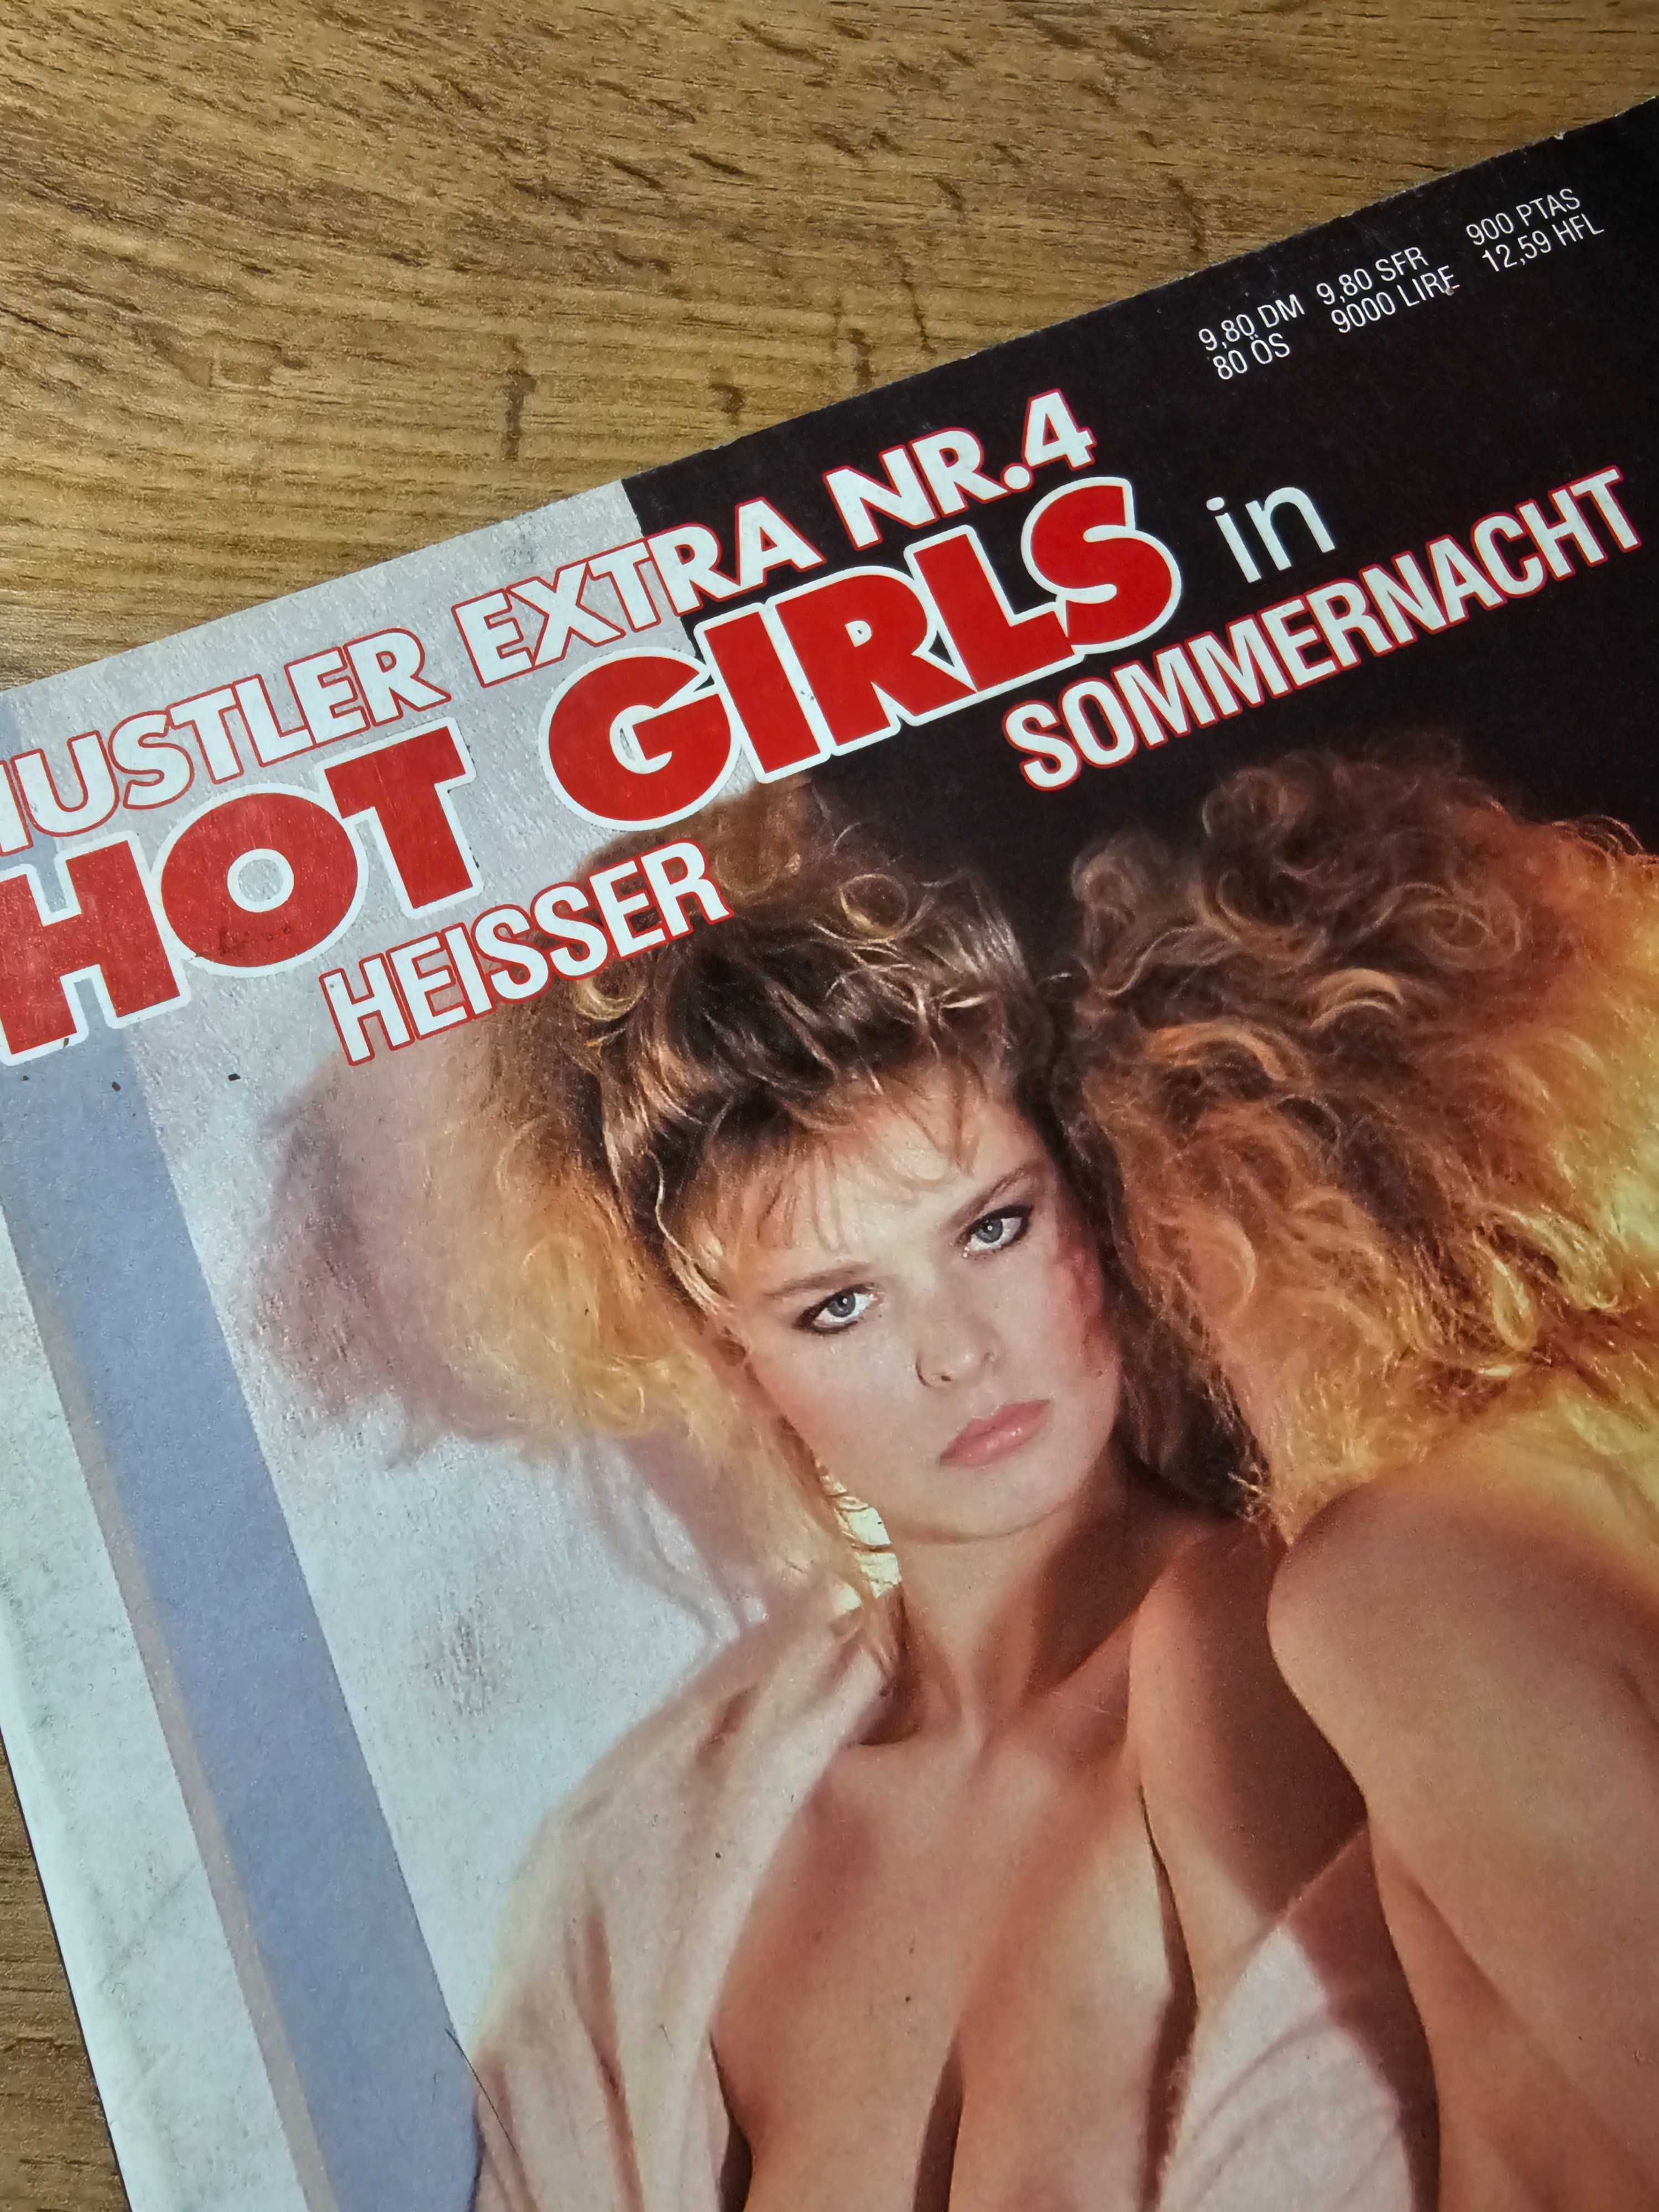 9,80 DM 9,80 SFR 900 PTAS
80 ÖS 9000 LIRE 12,59 HFL
HUSTLER EXTRA NR.4
HOT GIRLS in
HEISSER SOMMERNACHT